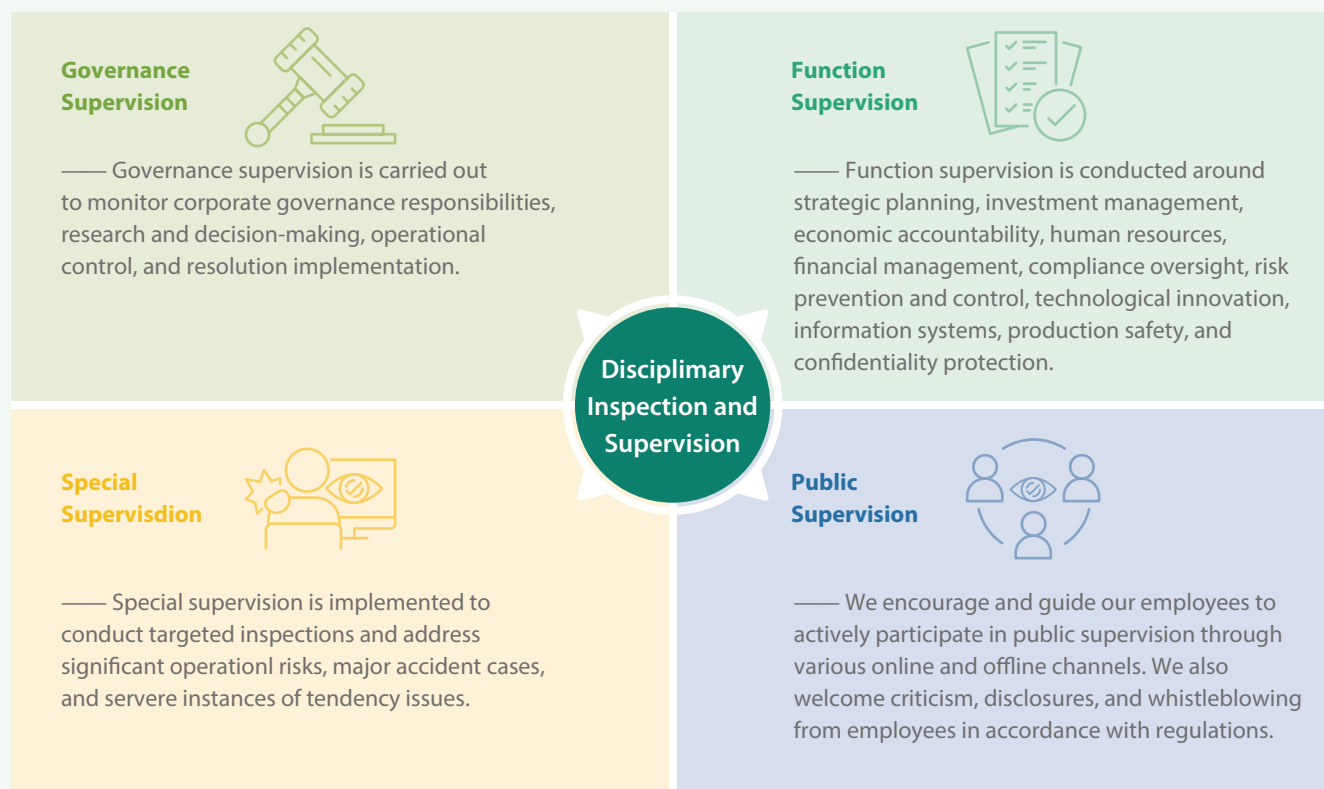 Governance
Supervision
—— Governance supervision is carried out
to monitor corporate governance responsibilities,
research and decision-making, operational
control, and resolution implementation.
Function
Supervision
—— Function supervision is conducted around
strategic planning, investment management,
economic accountability, human resources,
financial management, compliance oversight, risk
prevention and control, technological innovation,
information systems, production safety, and
confidentiality protection.
Disciplimary
Inspection and
Supervision
Special
Supervisdion
—— Special supervision is implemented to
conduct targeted inspections and address
significant operationl risks, major accident cases,
and servere instances of tendency issues.
Public
Supervision
—— We encourage and guide our employees to
actively participate in public supervision through
various online and offline channels. We also
welcome criticism, disclosures, and whistleblowing
from employees in accordance with regulations.